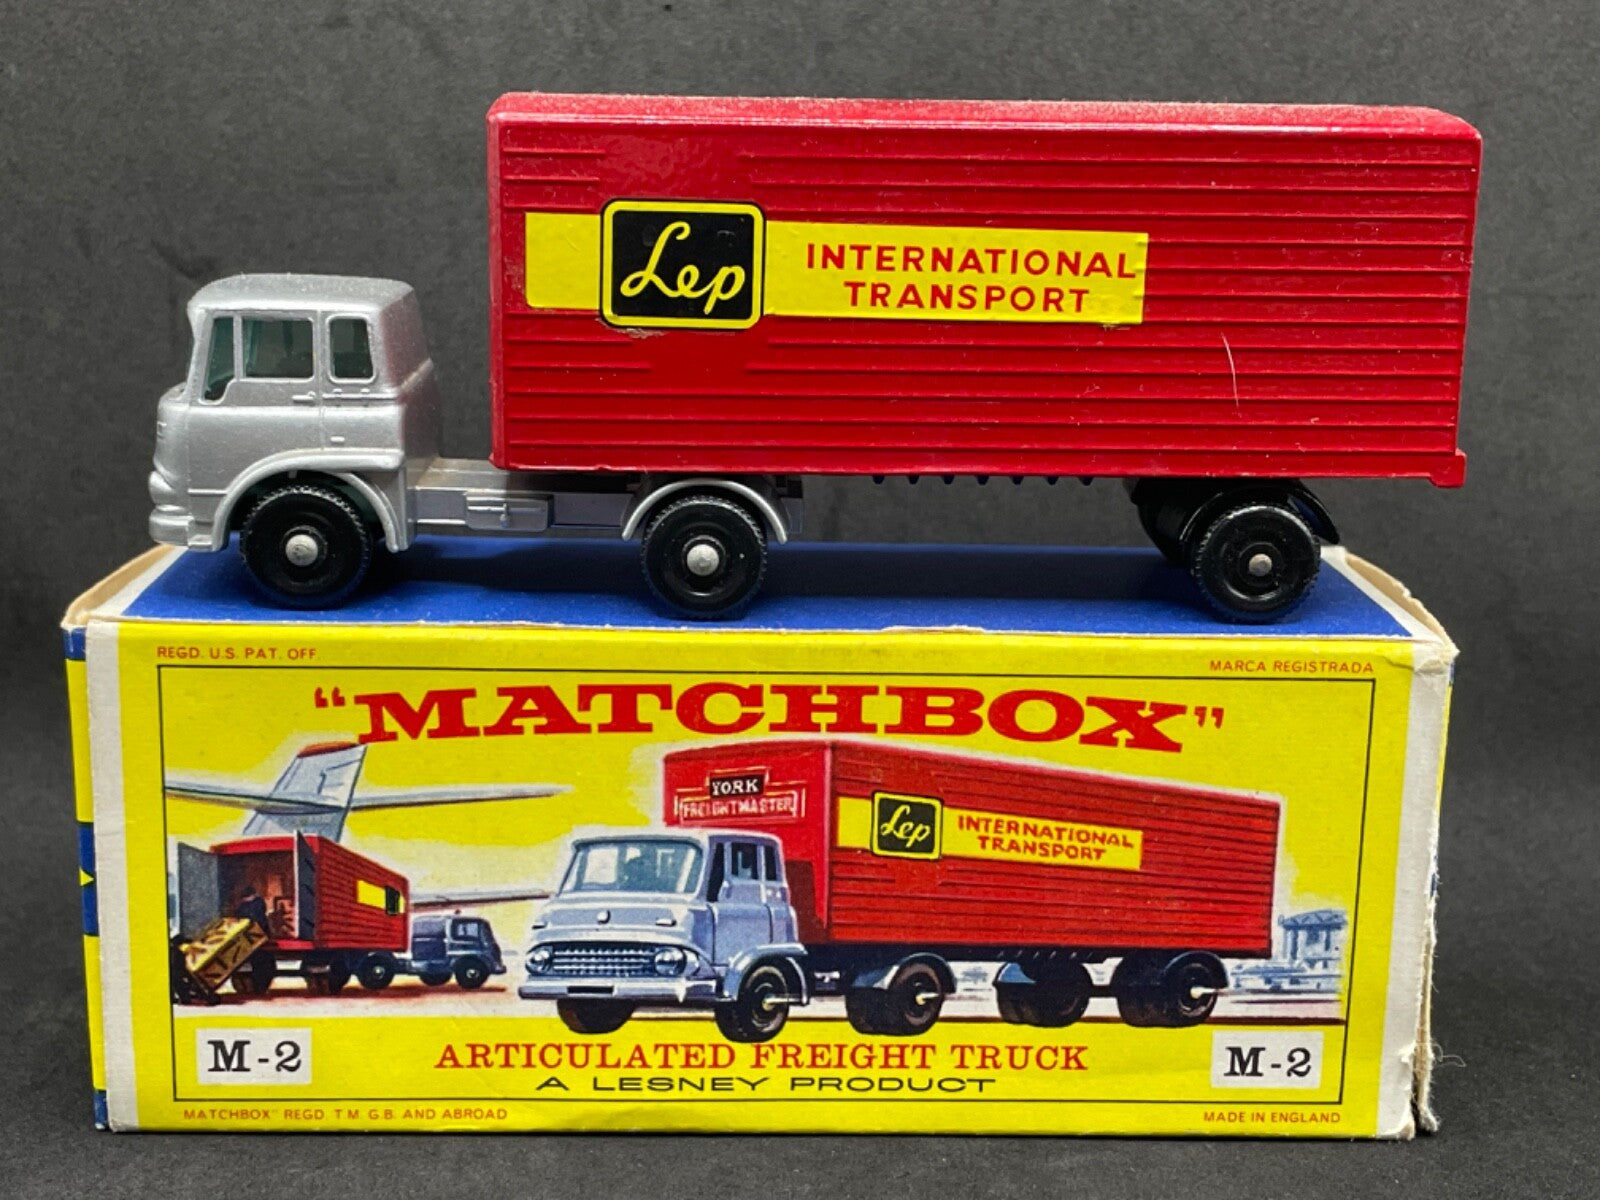 Lep
INTERNATIONAL
TRANSPORT
REGD. U.S. PAT. OFF.
MARCA REGISTRADA
"MATCHBOX"
YORK
FREIGHTMASTER
Lep
INTERNATIONAL
TRANSPORT
M-2
ARTICULATED FREIGHT TRUCK
M-2
A LESNEY PRODUCT
MATCHBOX" REGD. T M. G.B. AND ABROAD
MADE IN ENGLAND